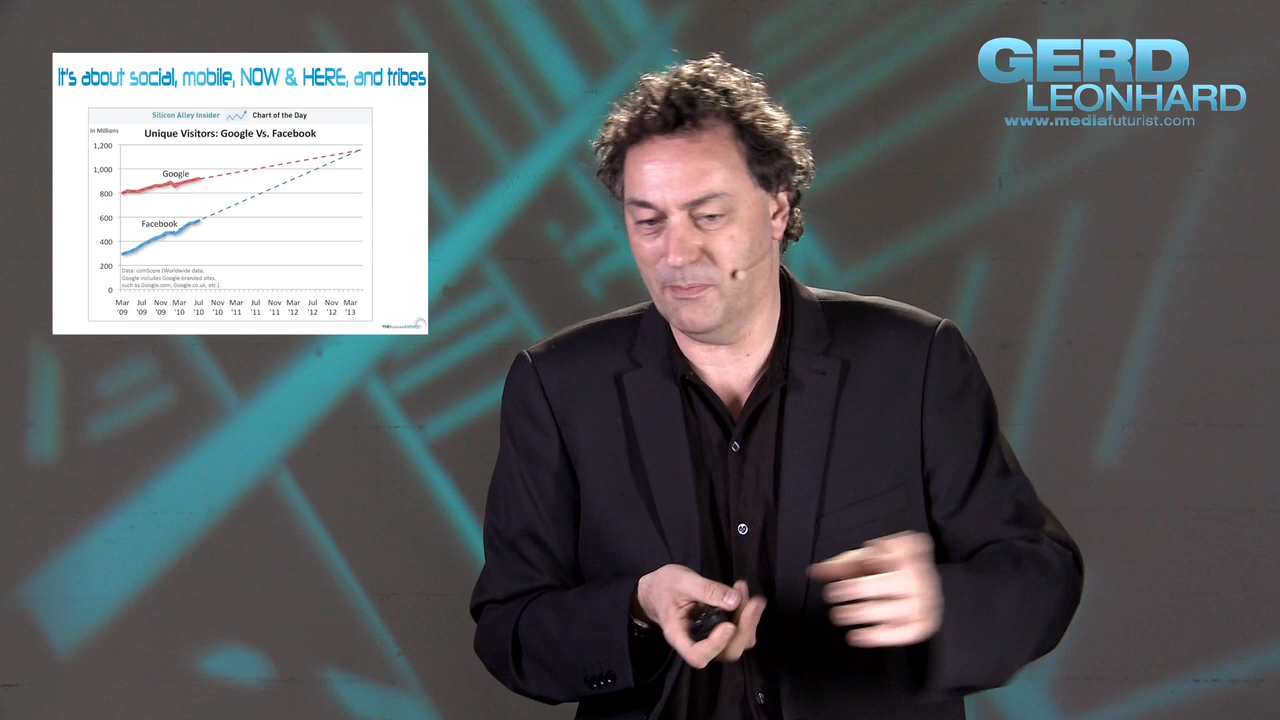 It's about social, mobile, NOW & HERE, and tribes
Silicon Alley Insider Chart of the Day
In Millions
Unique Visitors: Google Vs. Facebook
1,200
1,000
Google
800
600
Facebook
400
200
Data: comScore (Worldwide data;
Google includes Google-branded sites,
such as Google.com, Google.co.uk, etc.)
0
Mar Jul Nov Mar Jul Nov Mar Jul Nov Mar Jul Nov Mar
'09 '09 '09 '10 '10 '10 '11 '11 '11 '12 '12 '12 '13
GERD
LEONHARD
www.mediafuturist.com